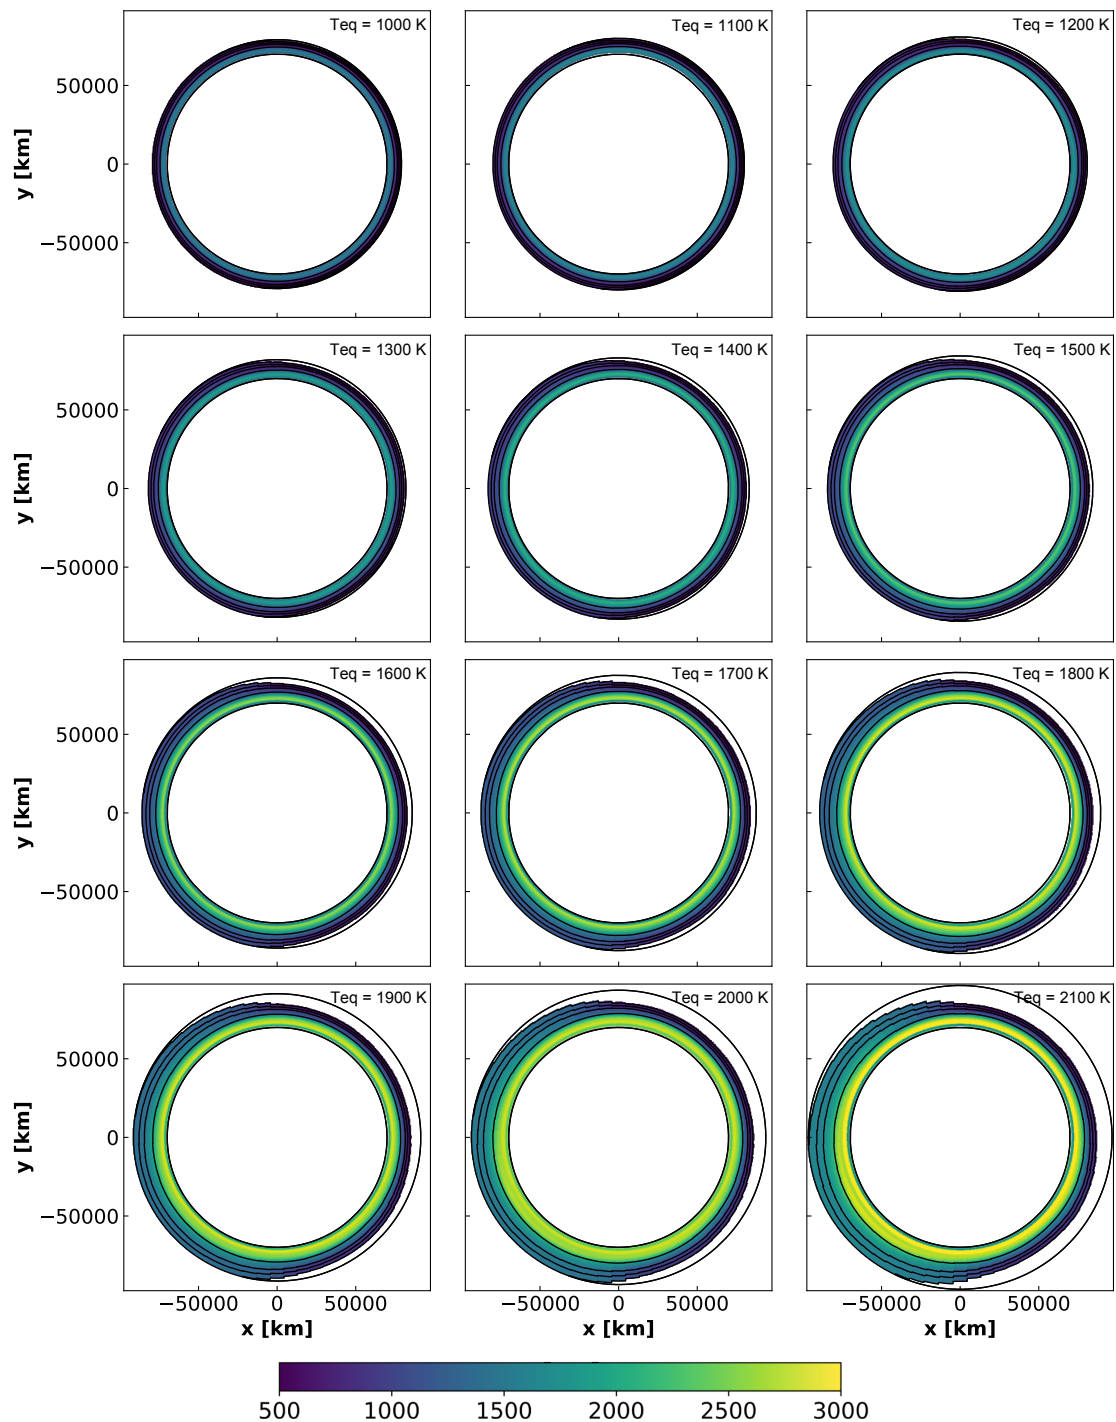 Teq = 1000 K Teq = 1100 K Teq = 1200 K
50000
0
−50000
y [km]
Teq = 1300 K Teq = 1400 K Teq = 1500 K
50000
0
−50000
y [km]
Teq = 1600 K Teq = 1700 K Teq = 1800 K
50000
0
−50000
y [km]
Teq = 1900 K Teq = 2000 K Teq = 2100 K
50000
0
−50000
y [km]
−50000 0 50000 −50000 0 50000 −50000 0 50000
x [km] x [km] x [km]
500 1000 1500 2000 2500 3000